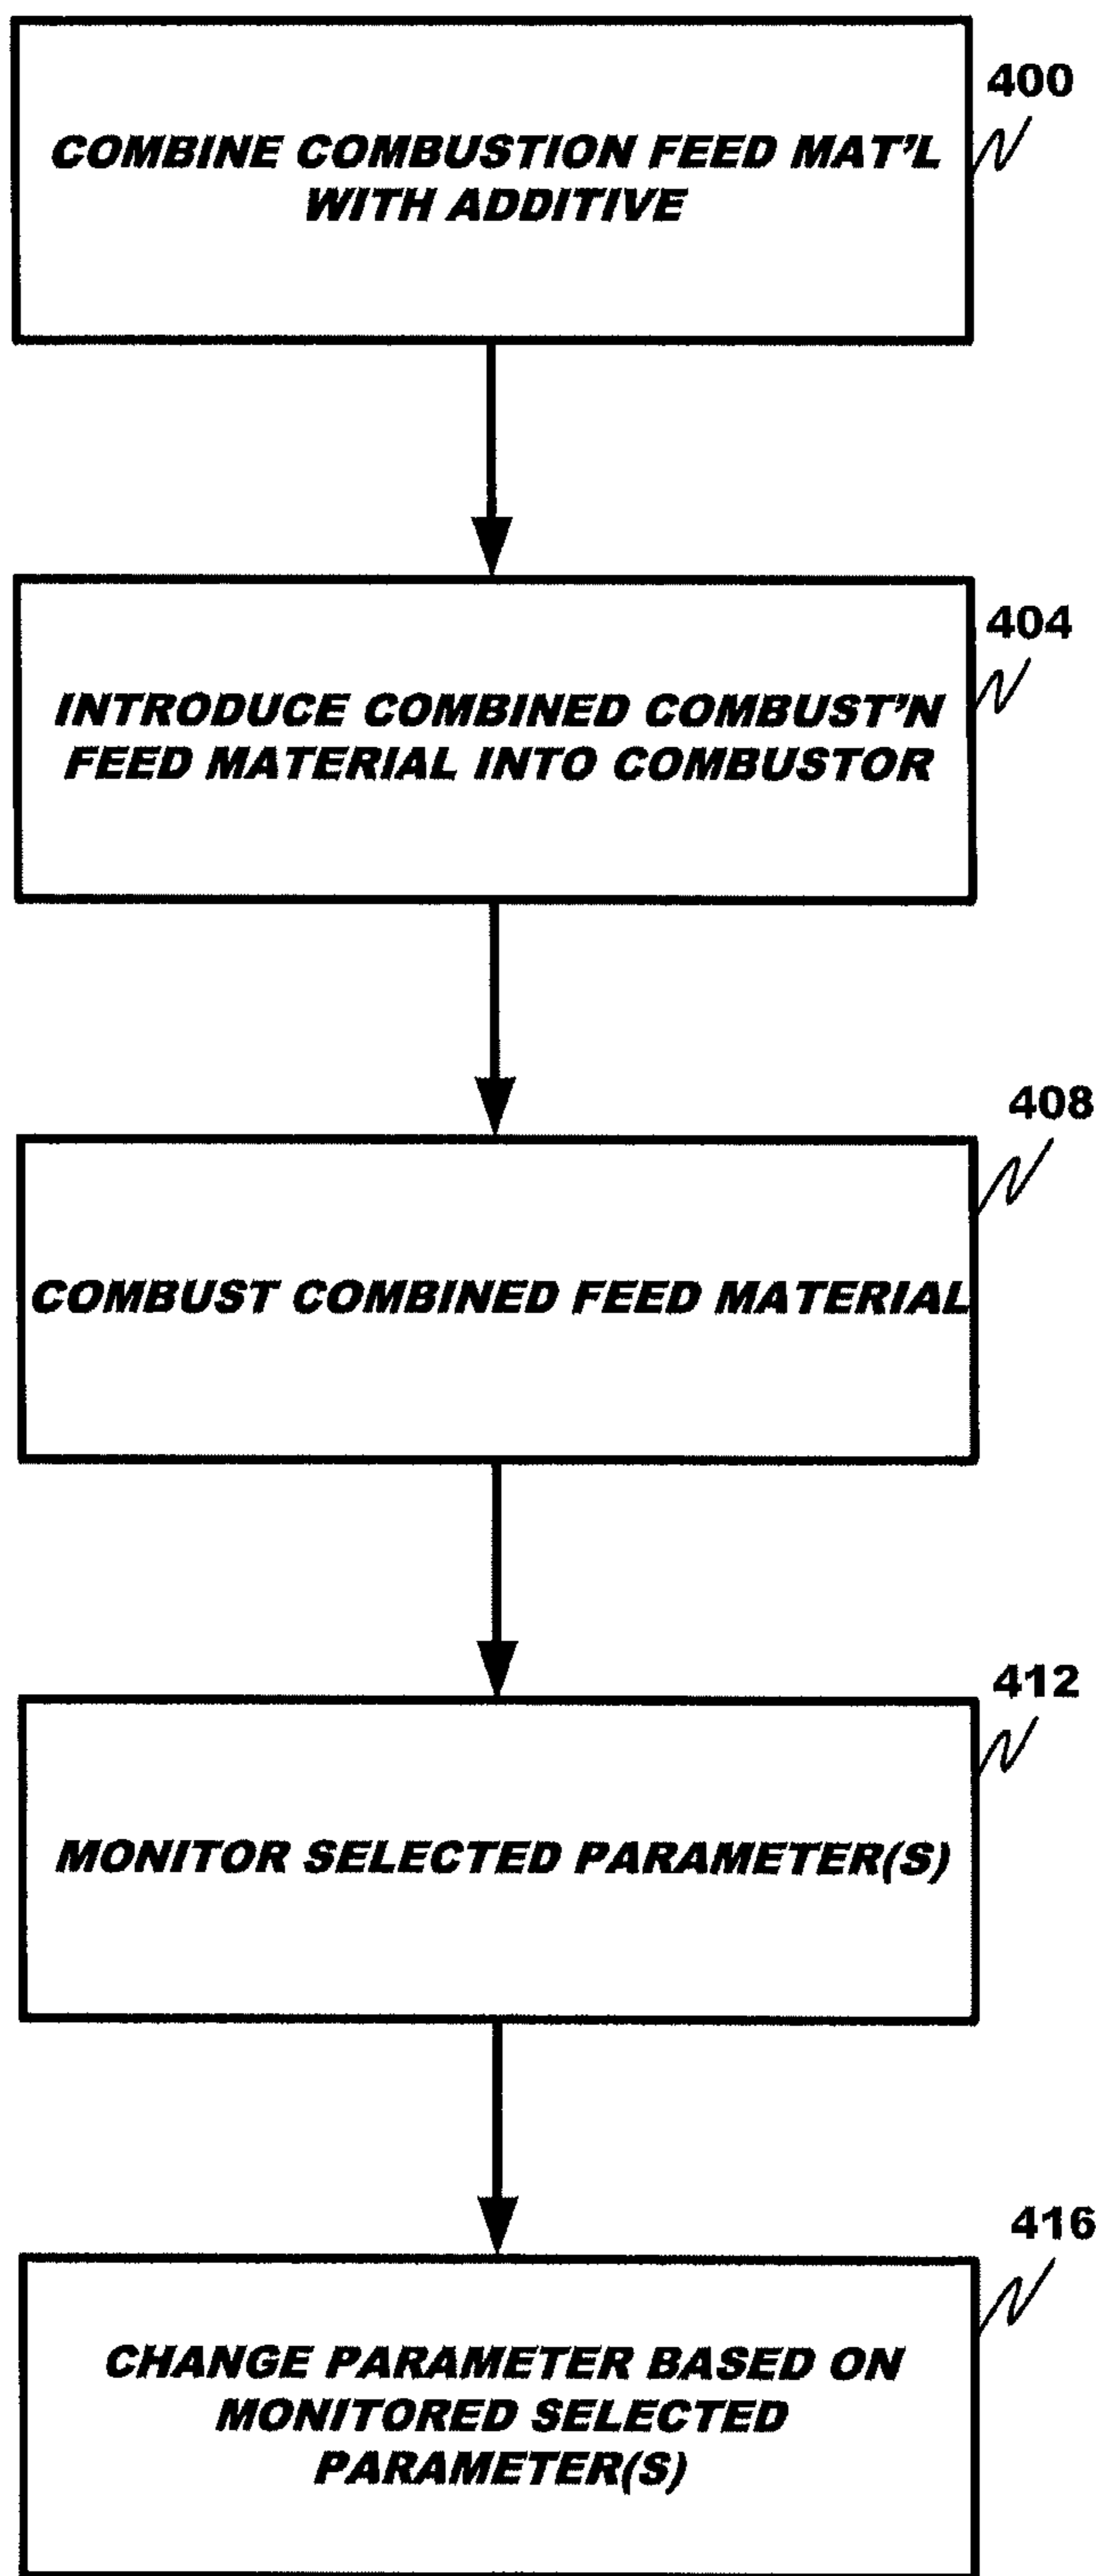 400
COMBINE COMBUSTION FEED MAT'L
WITH ADDITIVE
404
INTRODUCE COMBINED COMBUST'N
FEED MATERIAL INTO COMBUSTOR
408
COMBUST COMBINED FEED MATERIAL
412
MONITOR SELECTED PARAMETER(S)
416
CHANGE PARAMETER BASED ON
MONITORED SELECTED
PARAMETER(S)